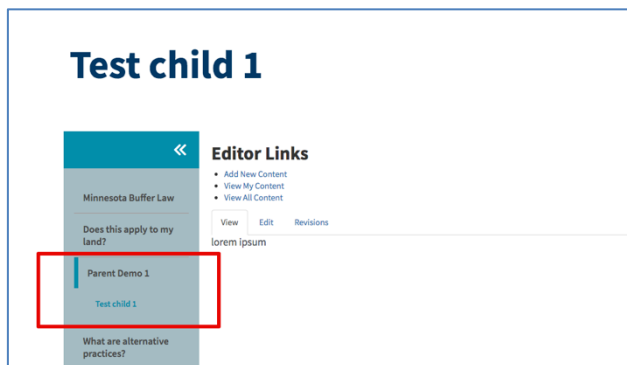 Test child 1
«
Minnesota Buffer Law
Does this apply to my
land?
Parent Demo 1
Test child 1
What are alternative
practices?
Editor Links
• Add New Content
• View My Content
• View All Content
View Edit Revisions
lorem ipsum